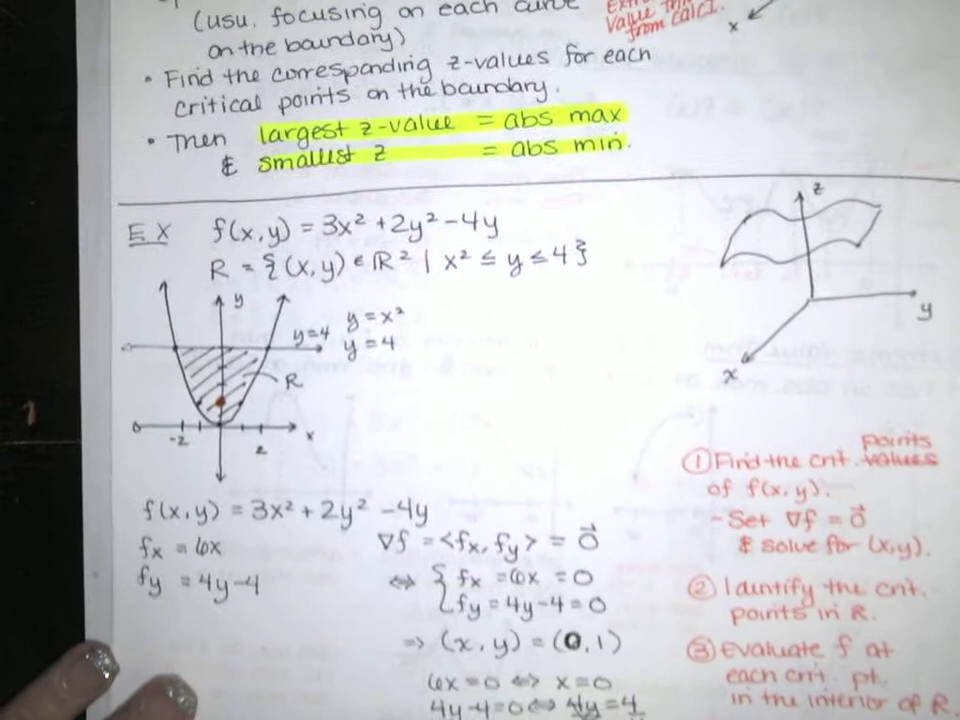 (usu. focusing on each curve
on the boundary)
value
from calc 1.
x
• Find the corresponding z-values for each
critical points on the boundary.
• Then largest z-value = abs max
& smallest z = abs min.
EX f(x,y) = 3x² + 2y² - 4y
R = {(x,y) ∈ ℝ² | x² ≤ y ≤ 4}
z
y
x
y
y=4
y = x²
y = 4
R
-2
2
x
f(x,y) = 3x² + 2y² - 4y
fx = 6x
fy = 4y-4
∇f = <fx, fy> = 0⃗
⇔ { fx = 6x = 0
fy = 4y-4 = 0
⇒ (x,y) = (0,1)
6x = 0 ⇔ x = 0
4y-4=0 ⇔ 4y=4
points
① Find the crit. values
of f(x,y).
- Set ∇f = 0⃗
& solve for (x,y).
② Identify the crit.
points in R.
③ Evaluate f at
each crit. pt.
in the interior of R.